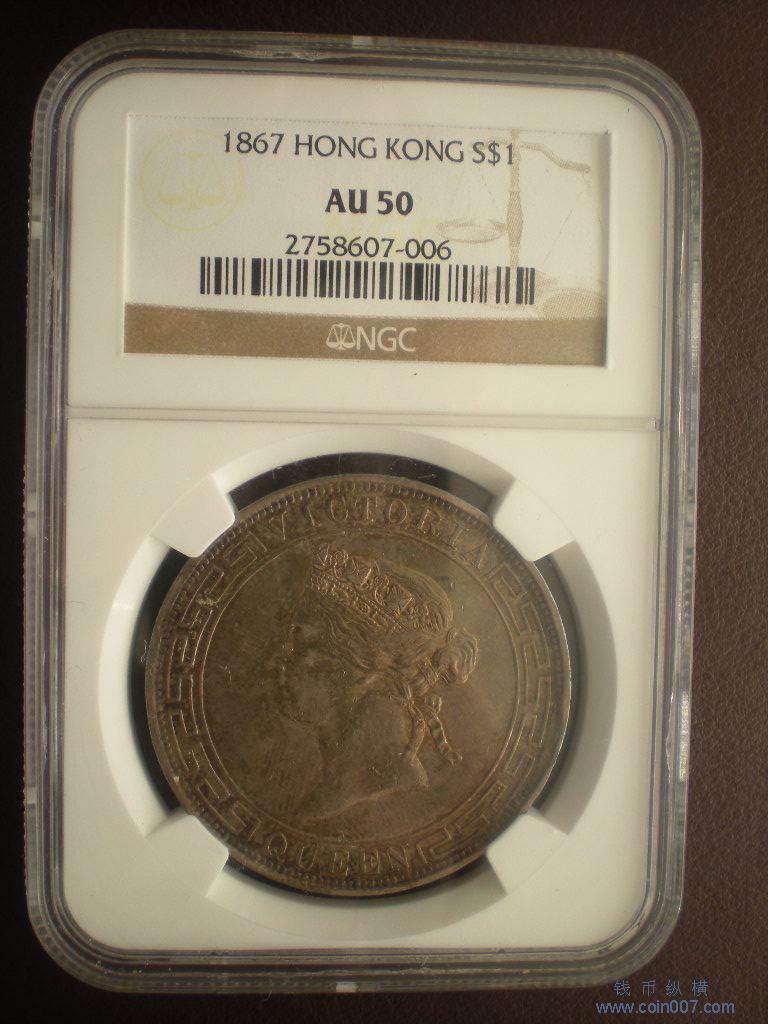 1867 HONG KONG S$1
AU 50
2758607-006
NGC
VICTORIA
QUEEN
钱币纵横
www.coin007.com